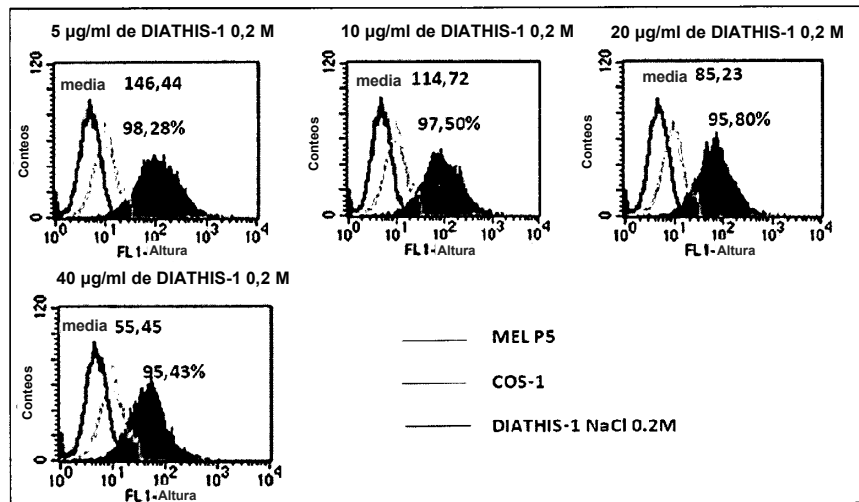 5 µg/ml de DIATHIS-1 0,2 M
120
media 146,44
98,28%
Conteos
0
10^0 10^1 10^2 10^3 10^4
FL1-Altura
10 µg/ml de DIATHIS-1 0,2 M
120
media 114,72
97,50%
Conteos
0
10^0 10^1 10^2 10^3 10^4
FL1-Altura
20 µg/ml de DIATHIS-1 0,2 M
120
media 85,23
95,80%
Conteos
0
10^0 10^1 10^2 10^3 10^4
FL1-Altura
40 µg/ml de DIATHIS-1 0,2 M
120
media 55,45
95,43%
Conteos
0
10^0 10^1 10^2 10^3 10^4
FL1-Altura
MEL P5
COS-1
DIATHIS-1 NaCl 0.2M